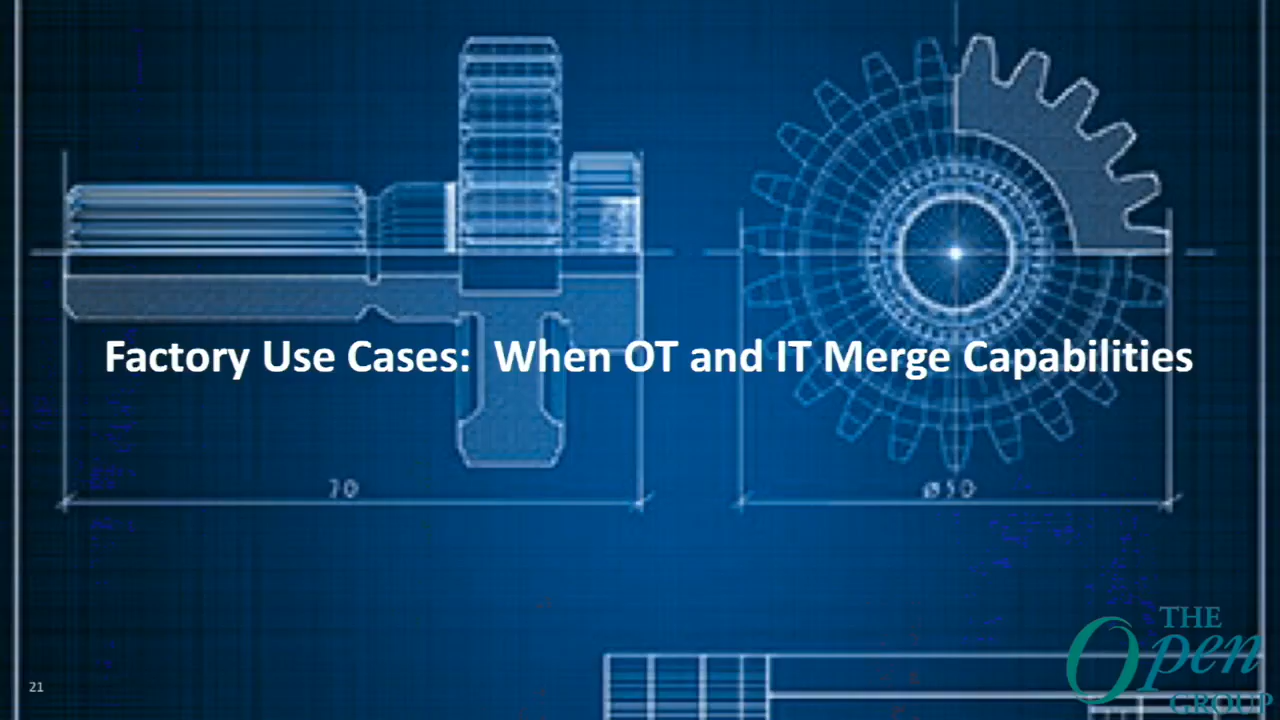 Factory Use Cases:  When OT and IT Merge Capabilities
70
ø50
21
THE
Open
GROUP